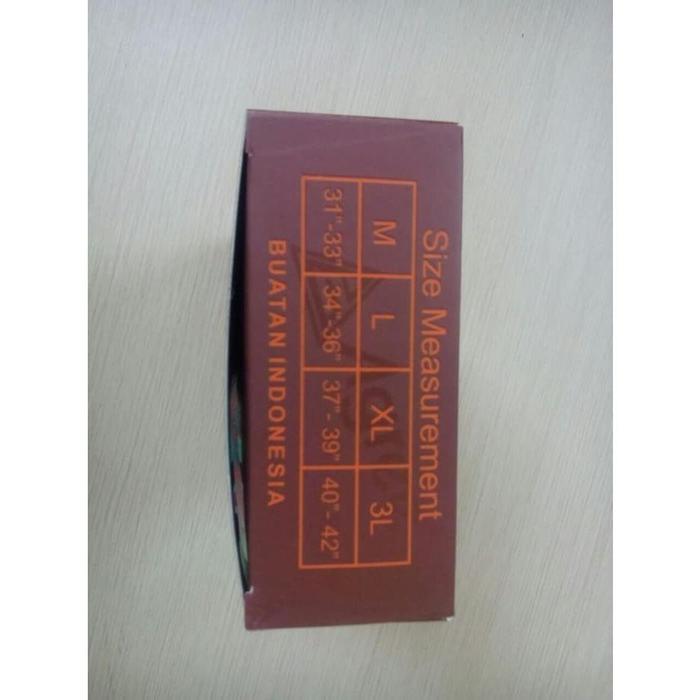 Size Measurement
M L XL 3L
31"-33" 34"-36" 37"- 39" 40"- 42"
BUATAN INDONESIA